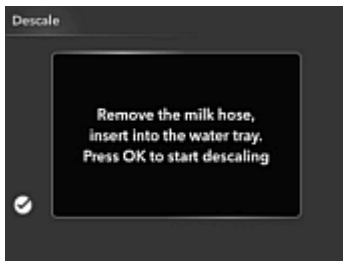 Descale
Remove the milk hose,
insert into the water tray.
Press OK to start descaling